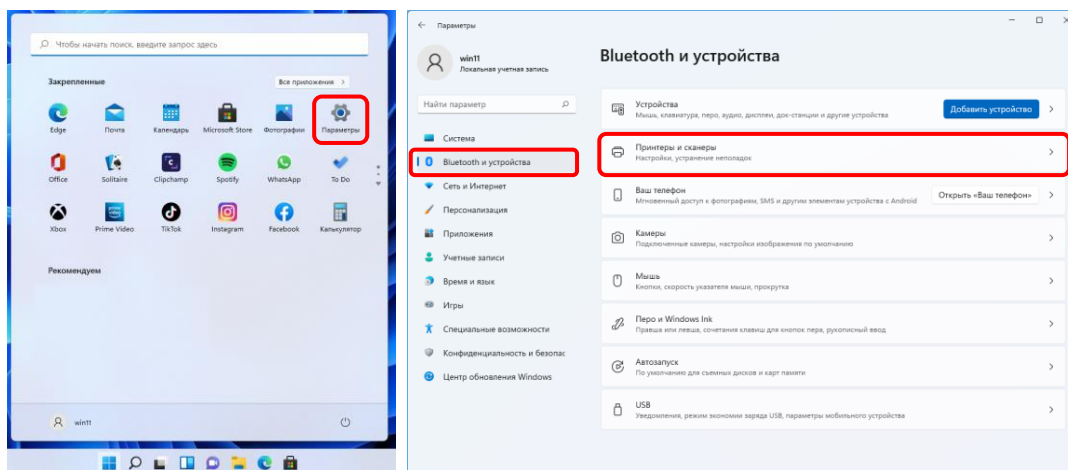 Чтобы начать поиск, введите запрос здесь
Закрепленные
Все приложения >
Edge
Почта
Календарь
Microsoft Store
Фотографии
Параметры
Office
Solitaire
Clipchamp
Spotify
WhatsApp
To Do
Xbox
Prime Video
TikTok
Instagram
Facebook
Калькулятор
Рекомендуем
win11
Параметры
win11
Локальная учетная запись
Найти параметр
Система
Bluetooth и устройства
Сеть и Интернет
Персонализация
Приложения
Учетные записи
Время и язык
Игры
Специальные возможности
Конфиденциальность и безопас
Центр обновления Windows
Bluetooth и устройства
Устройства
Мышь, клавиатура, перо, аудио, дисплеи, док-станции и другие устройства
Добавить устройство
Принтеры и сканеры
Настройки, устранение неполадок
Ваш телефон
Мгновенный доступ к фотографиям, SMS и другим элементам устройства с Android
Открыть «Ваш телефон»
Камеры
Подключенные камеры, настройки изображения по умолчанию
Мышь
Кнопки, скорость указателя мыши, прокрутка
Перо и Windows Ink
Правша или левша, сочетания клавиш для кнопок пера, рукописный ввод
Автозапуск
По умолчанию для съемных дисков и карт памяти
USB
Уведомления, режим экономии заряда USB, параметры мобильного устройства